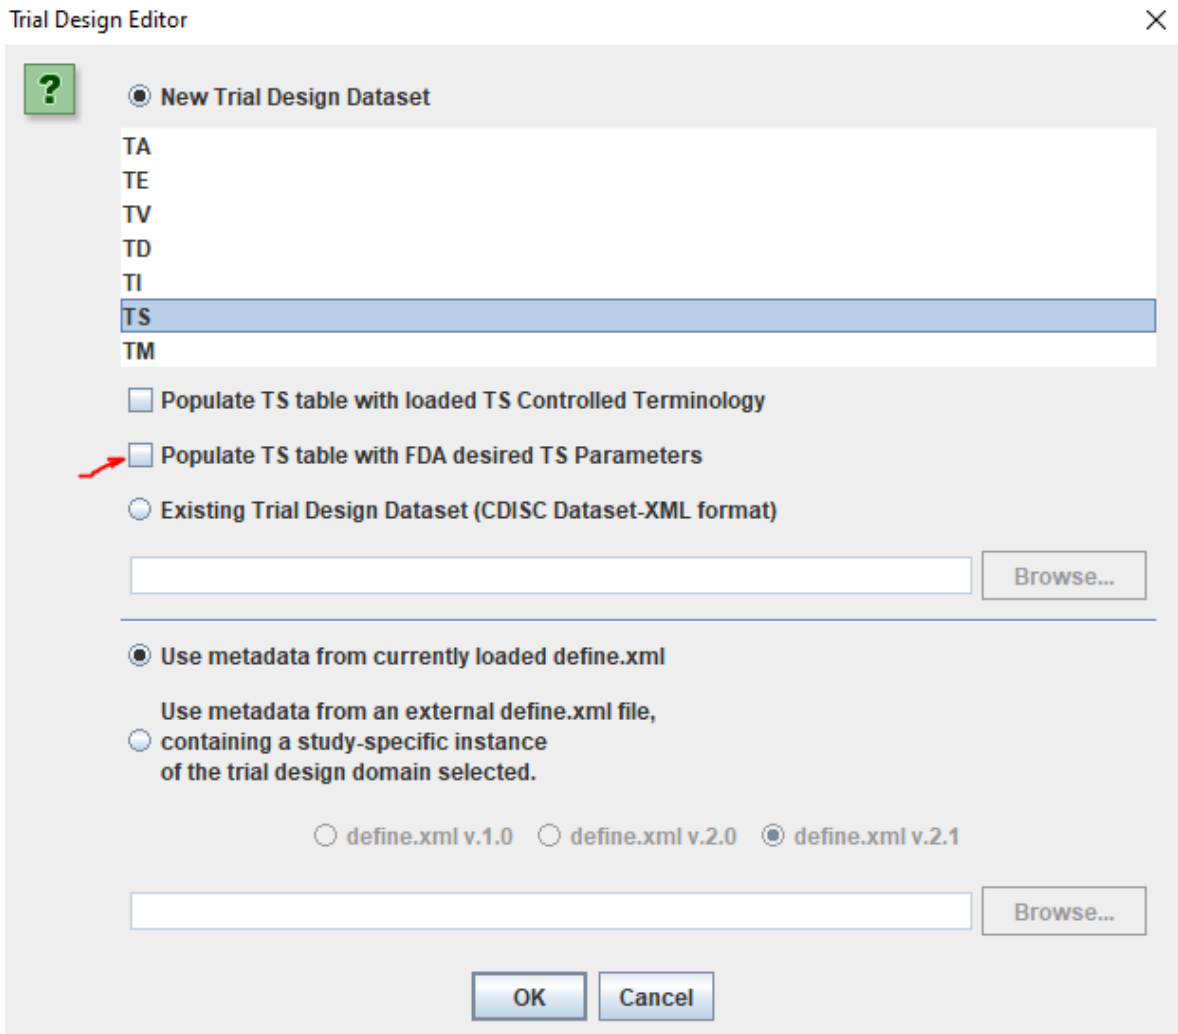 Trial Design Editor
?
New Trial Design Dataset
TA
TE
TV
TD
TI
TS
TM
Populate TS table with loaded TS Controlled Terminology
Populate TS table with FDA desired TS Parameters
Existing Trial Design Dataset (CDISC Dataset-XML format)
Browse...
Use metadata from currently loaded define.xml
Use metadata from an external define.xml file,
containing a study-specific instance
of the trial design domain selected.
define.xml v.1.0 define.xml v.2.0 define.xml v.2.1
Browse...
OK Cancel